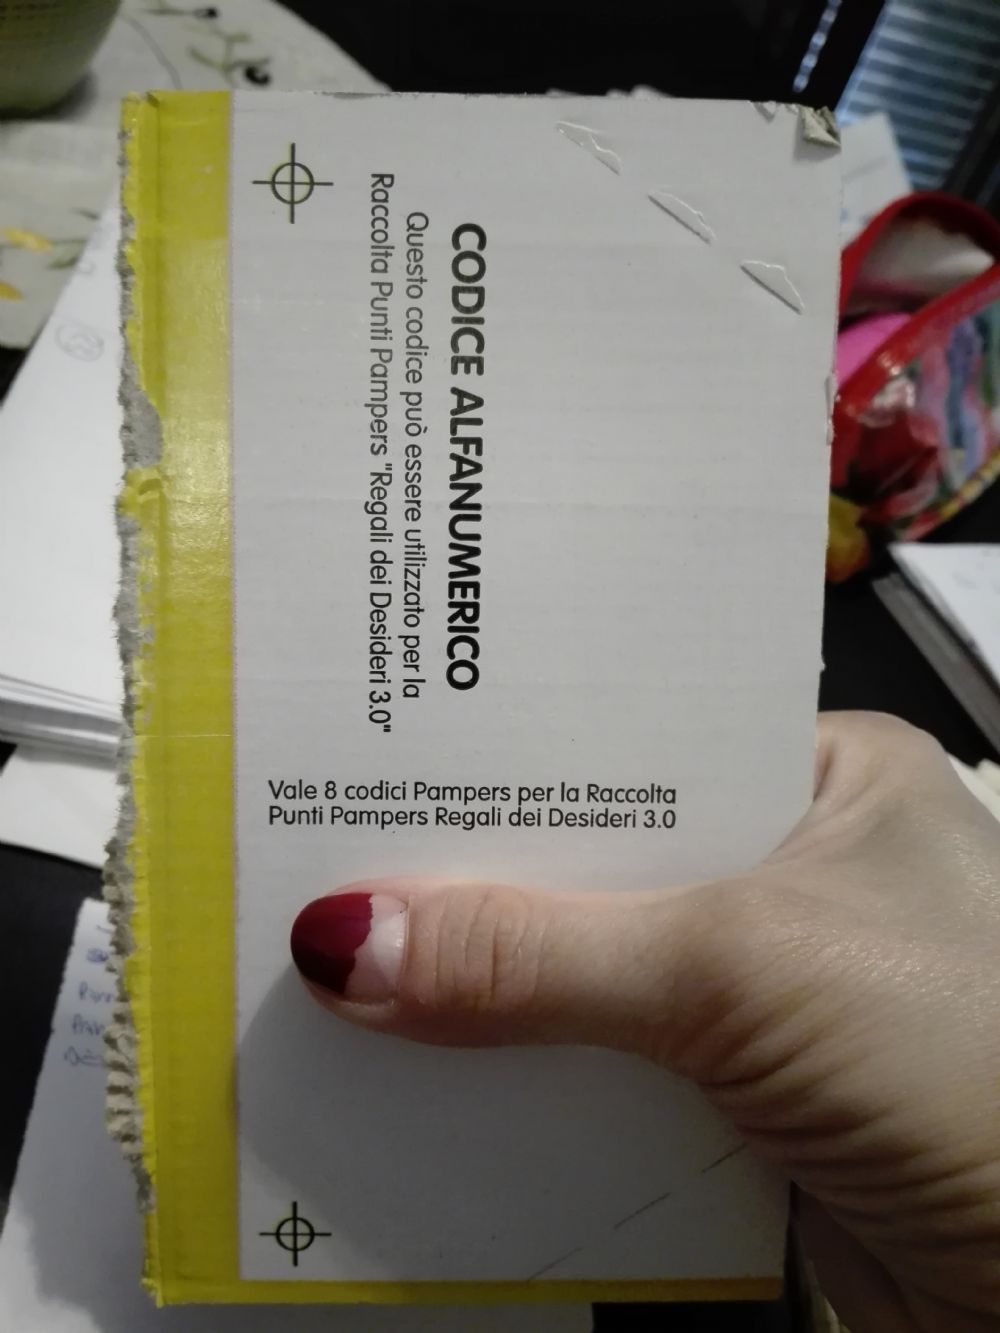 CODICE ALFANUMERICO
Questo codice può essere utilizzato per la
Raccolta Punti Pampers "Regali dei Desideri 3.0"
Vale 8 codici Pampers per la Raccolta
Punti Pampers Regali dei Desideri 3.0